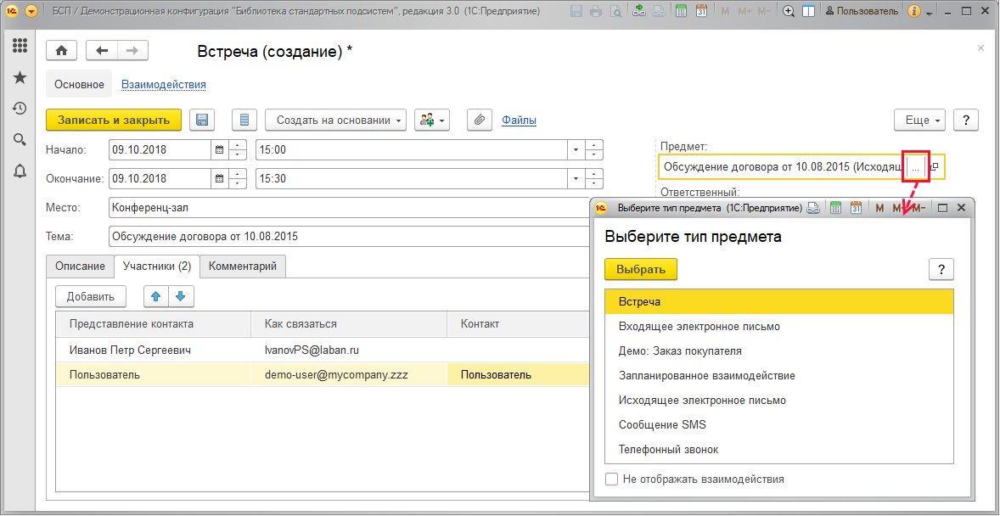 БСП / Демонстрационная конфигурация "Библиотека стандартных подсистем", редакция 3.0 (1С:Предприятие)
M M+ M- Пользователь
Встреча (создание) *
Основное Взаимодействия
Записать и закрыть Создать на основании Файлы Еще ?
Начало: 09.10.2018 15:00
Окончание: 09.10.2018 15:30
Место: Конференц-зал
Тема: Обсуждение договора от 10.08.2015
Предмет:
Обсуждение договора от 10.08.2015 (Исходящ ...
Ответственный:
Описание Участники (2) Комментарий
Добавить
Представление контакта Как связаться Контакт
Иванов Петр Сергеевич IvanovPS@laban.ru
Пользователь demo-user@mycompany.zzz Пользователь
Выберите тип предмета (1С:Предприятие) 31 M M+ M-
Выберите тип предмета
Выбрать ?
Встреча
Входящее электронное письмо
Демо: Заказ покупателя
Запланированное взаимодействие
Исходящее электронное письмо
Сообщение SMS
Телефонный звонок
Не отображать взаимодействия